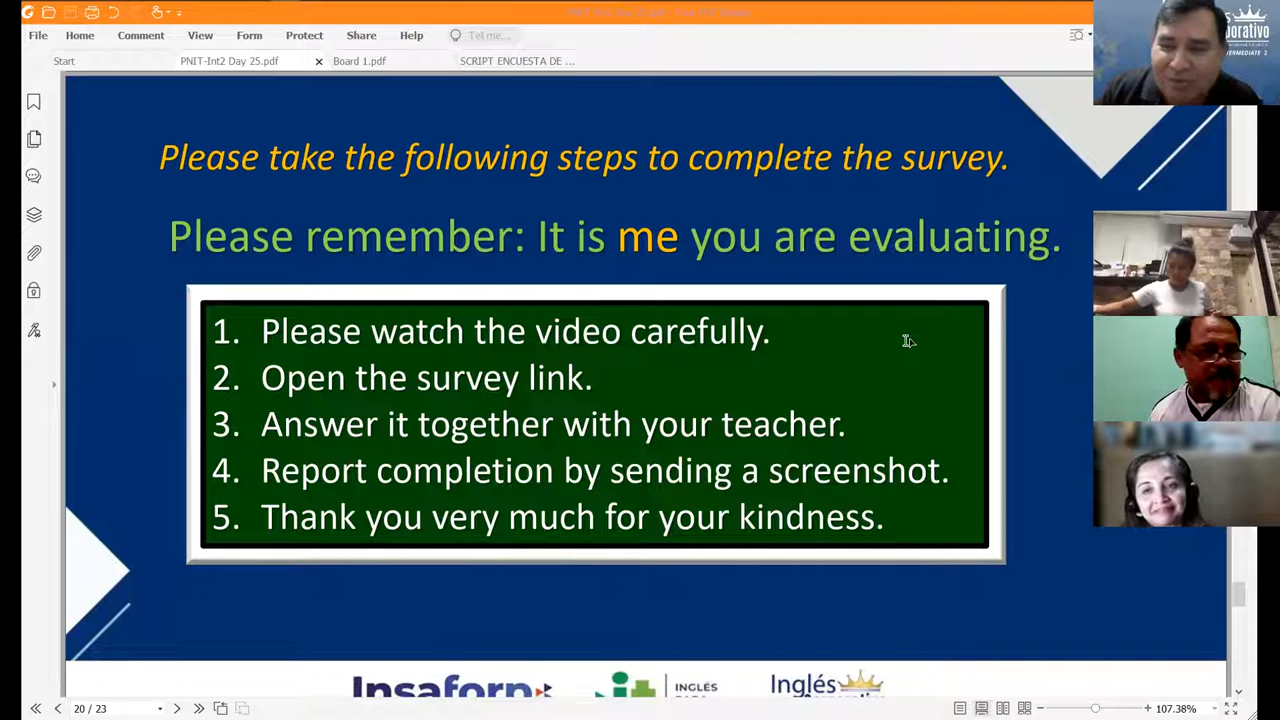 File Home Comment View Form Protect Share Help Tell me...
Start PNIT-Int2 Day 25.pdf Board 1.pdf SCRIPT ENCUESTA DE ...
Please take the following steps to complete the survey.
Please remember: It is me you are evaluating.
1. Please watch the video carefully.
2. Open the survey link.
3. Answer it together with your teacher.
4. Report completion by sending a screenshot.
5. Thank you very much for your kindness.
Insaforp
INGLÉS
Inglés
20 / 23
107.38%